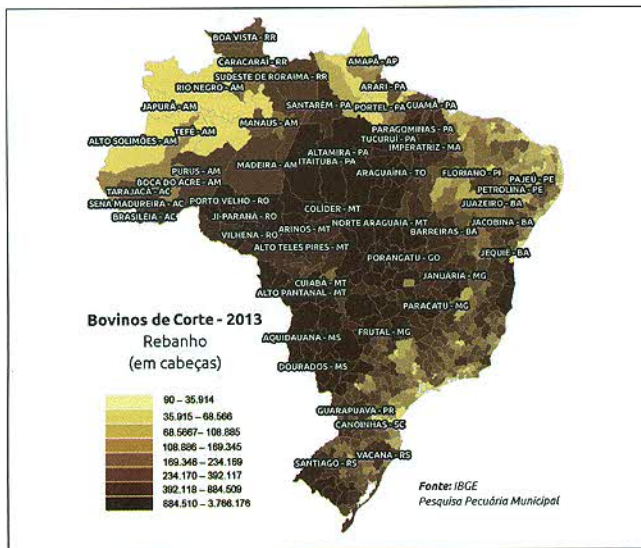 BOA VISTA - RR
CARACARAÍ - RR
AMAPÁ - AP
SUDESTE DE RORAIMA - RR
RIO NEGRO - AM
ARARI - PA
JAPURÁ - AM
SANTARÉM - PA
PORTEL - PA
GUAMÁ - PA
MANAUS - AM
TEFÉ - AM
PARAGOMINAS - PA
ALTO SOLIMÕES - AM
TUCURUÍ - PA
ALTAMIRA - PA
IMPERATRIZ - MA
ITAITUBA - PA
PURUS - AM
MADEIRA - AM
ARAGUAÍNA - TO
FLORIANO - PI
PAJEÚ - PE
BOCA DO ACRE - AM
PETROLINA - PE
TARAJACÁ - AC
SENA MADUREIRA - AC
PORTO VELHO - RO
COLÍDER - MT
JUAZEIRO - BA
BRASILÉIA - AC
JI-PARANÁ - RO
NORTE ARAGUAIA - MT
JACOBINA - BA
ARINOS - MT
BARREIRAS - BA
VILHENA - RO
ALTO TELES PIRES - MT
JEQUIÉ - BA
PORANGATU - GO
CUIABÁ - MT
JANUÁRIA - MG
ALTO PANTANAL - MT
PARACATU - MG
Bovinos de Corte - 2013
Rebanho
(em cabeças)
AQUIDAUANA - MS
FRUTAL - MG
DOURADOS - MS
90 – 35.914
35.915 – 68.566
68.5667 – 108.885
108.886 – 169.345
169.346 – 234.169
234.170 – 392.117
392.118 – 884.509
884.510 – 3.766.176
GUARAPUAVA - PR
CANOINHAS - SC
VACARIA - RS
SANTIAGO - RS
Fonte: IBGE
Pesquisa Pecuária Municipal